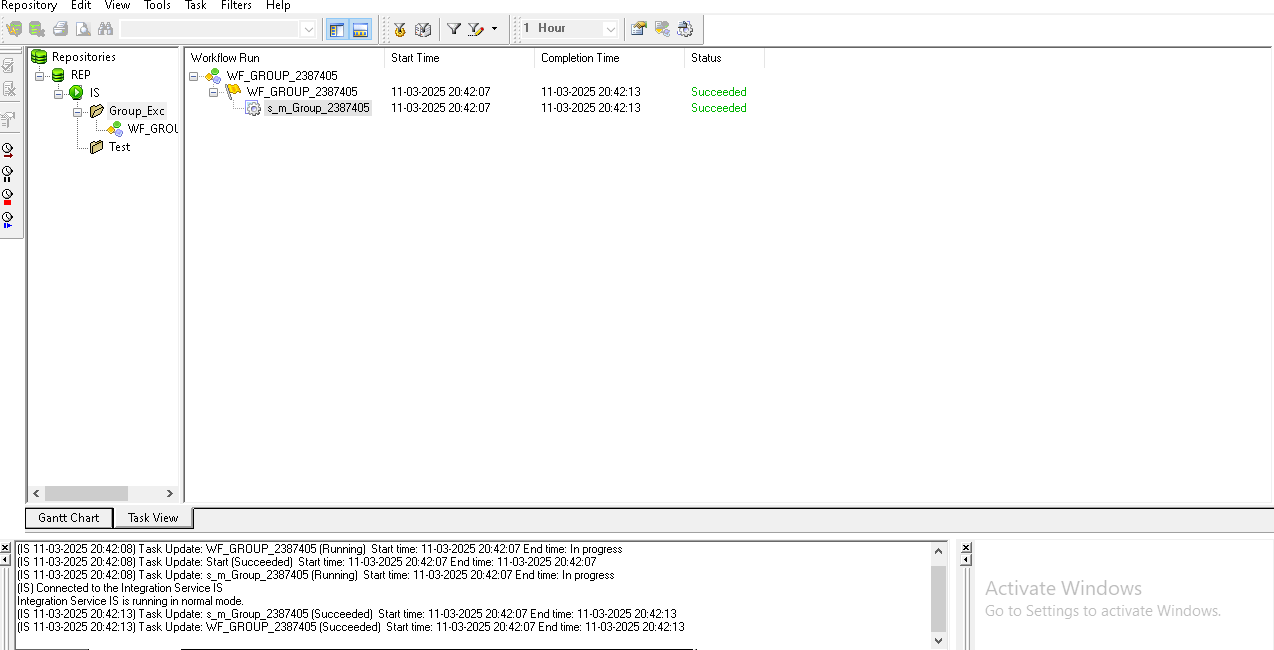 Repository Edit View Tools Task Filters Help
1 Hour
Repositories
REP
IS
Group_Exc
WF_GROU
Test
Workflow Run Start Time Completion Time Status
WF_GROUP_2387405
WF_GROUP_2387405 11-03-2025 20:42:07 11-03-2025 20:42:13 Succeeded
s_m_Group_2387405 11-03-2025 20:42:07 11-03-2025 20:42:13 Succeeded
Gantt Chart Task View
(IS 11-03-2025 20:42:08) Task Update: WF_GROUP_2387405 (Running) Start time: 11-03-2025 20:42:07 End time: In progress
(IS 11-03-2025 20:42:08) Task Update: Start (Succeeded) Start time: 11-03-2025 20:42:07 End time: 11-03-2025 20:42:07
(IS 11-03-2025 20:42:08) Task Update: s_m_Group_2387405 (Running) Start time: 11-03-2025 20:42:07 End time: In progress
(IS) Connected to the Integration Service IS
Integration Service IS is running in normal mode.
(IS 11-03-2025 20:42:13) Task Update: s_m_Group_2387405 (Succeeded) Start time: 11-03-2025 20:42:07 End time: 11-03-2025 20:42:13
(IS 11-03-2025 20:42:13) Task Update: WF_GROUP_2387405 (Succeeded) Start time: 11-03-2025 20:42:07 End time: 11-03-2025 20:42:13
Activate Windows
Go to Settings to activate Windows.